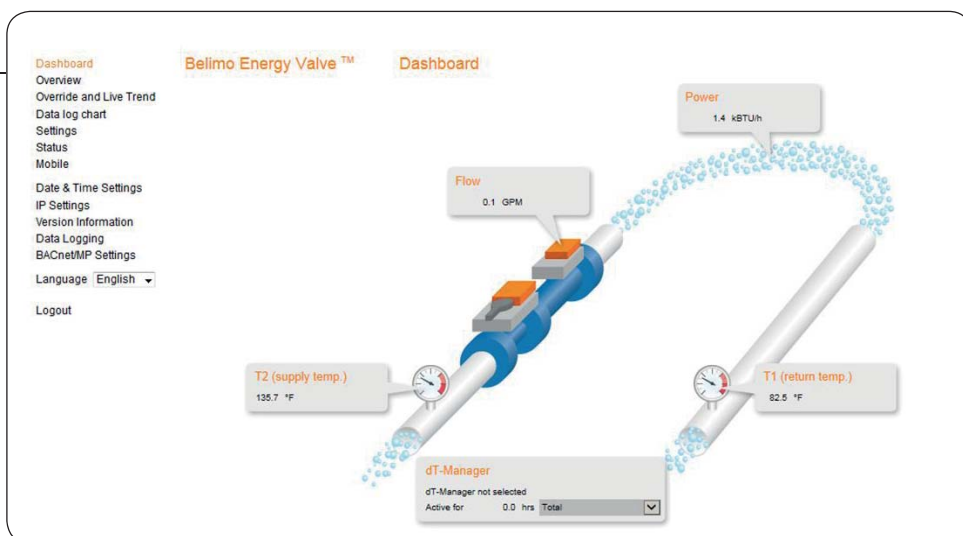 Dashboard
Overview
Override and Live Trend
Data log chart
Settings
Status
Mobile
Date & Time Settings
IP Settings
Version Information
Data Logging
BACnet/MP Settings
Language English
Logout
Belimo Energy Valve ™ Dashboard
Power
1.4 kBTU/h
Flow
0.1 GPM
T2 (supply temp.)
135.7 °F
T1 (return temp.)
82.5 °F
dT-Manager
dT-Manager not selected
Active for 0.0 hrs Total